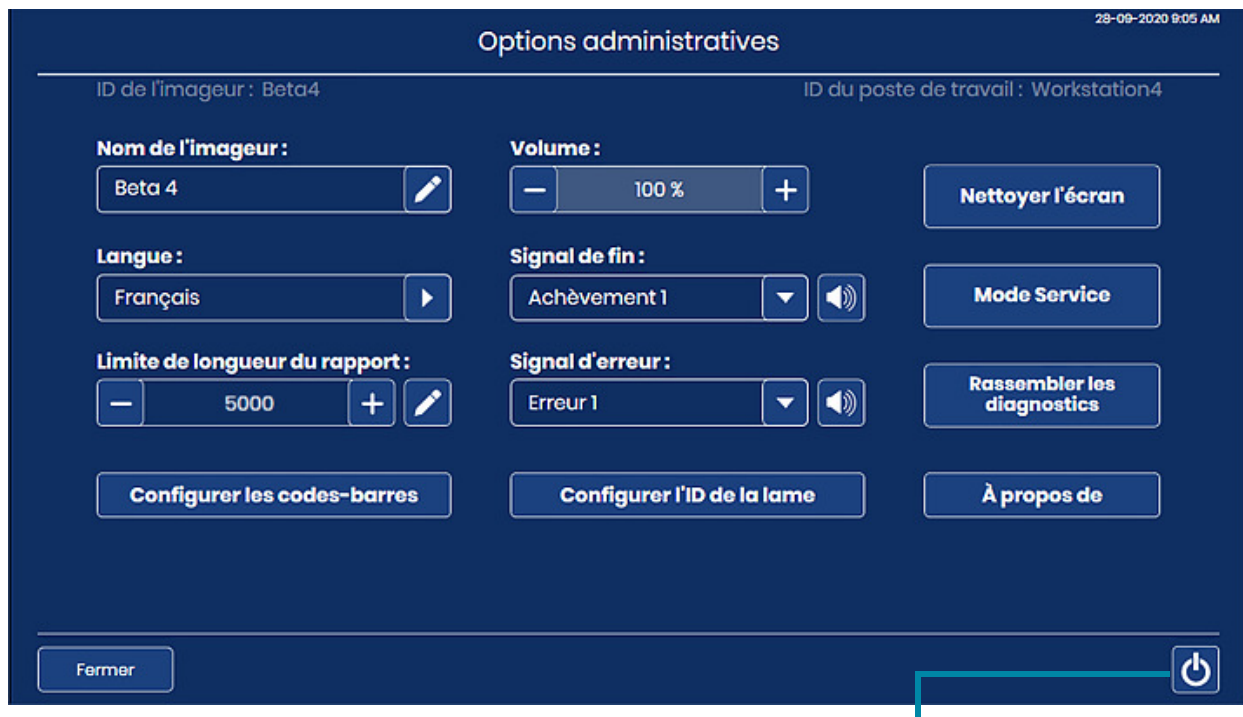 28-09-2020 9:05 AM
Options administratives
ID de l'imageur : Beta4
ID du poste de travail : Workstation4
Nom de l'imageur :
Beta 4
Volume :
100 %
Nettoyer l'écran
Langue :
Français
Signal de fin :
Achèvement 1
Mode Service
Limite de longueur du rapport :
5000
Signal d'erreur :
Erreur 1
Rassembler les
diagnostics
Configurer les codes-barres
Configurer l'ID de la lame
À propos de
Fermer